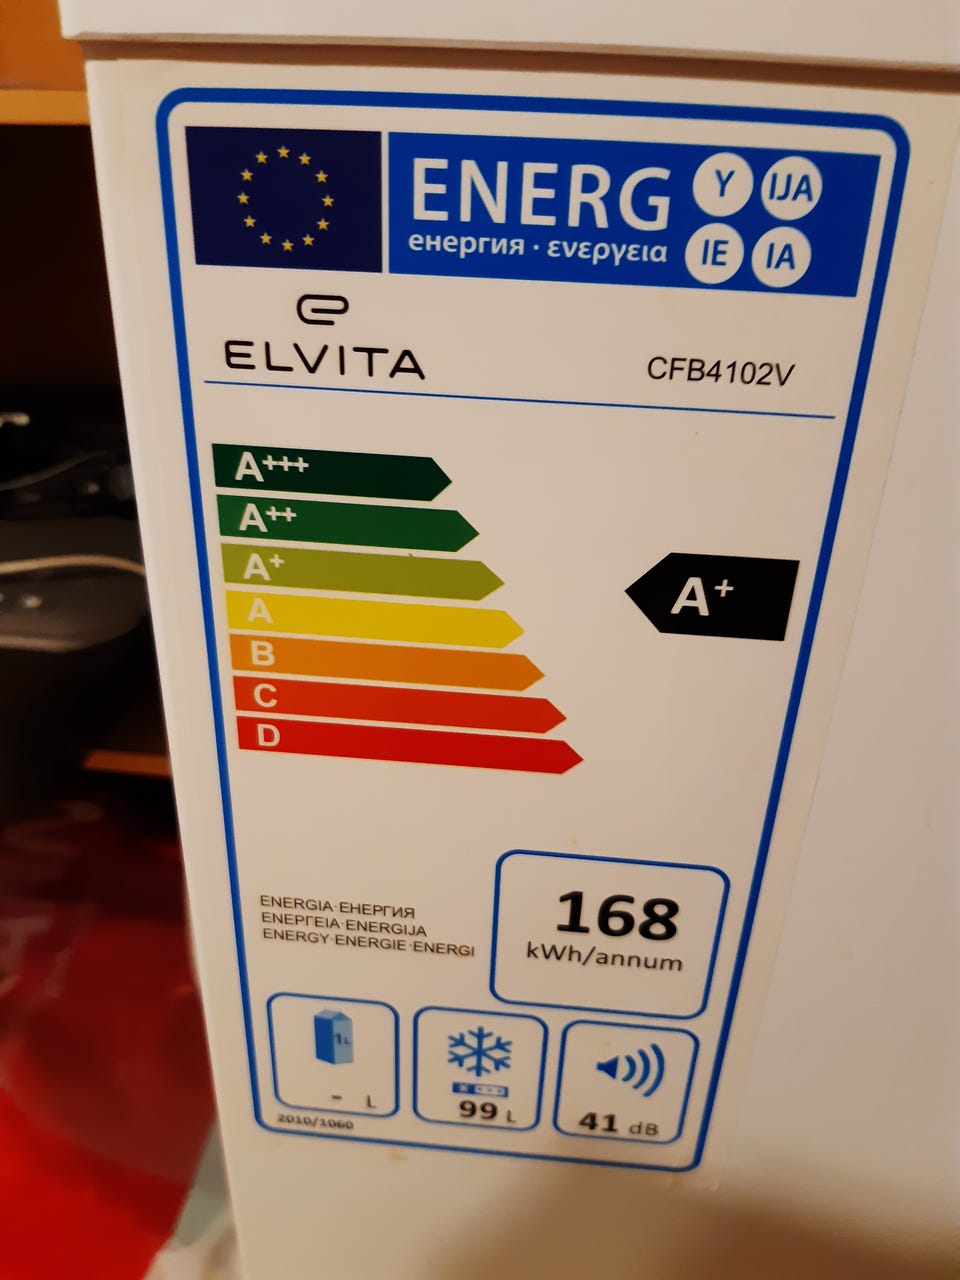 ENERG Y IJA
енергия · ενεργεια IE IA
ELVITA
CFB4102V
A+++
A++
A+
A
B
C
D
A+
ENERGIA·ЕНЕРГИЯ
ΕΝΕΡΓΕΙΑ·ENERGIJA
ENERGY·ENERGIE·ENERGI
168
kWh/annum
1L
- L
99 L
41 dB
2010/1060